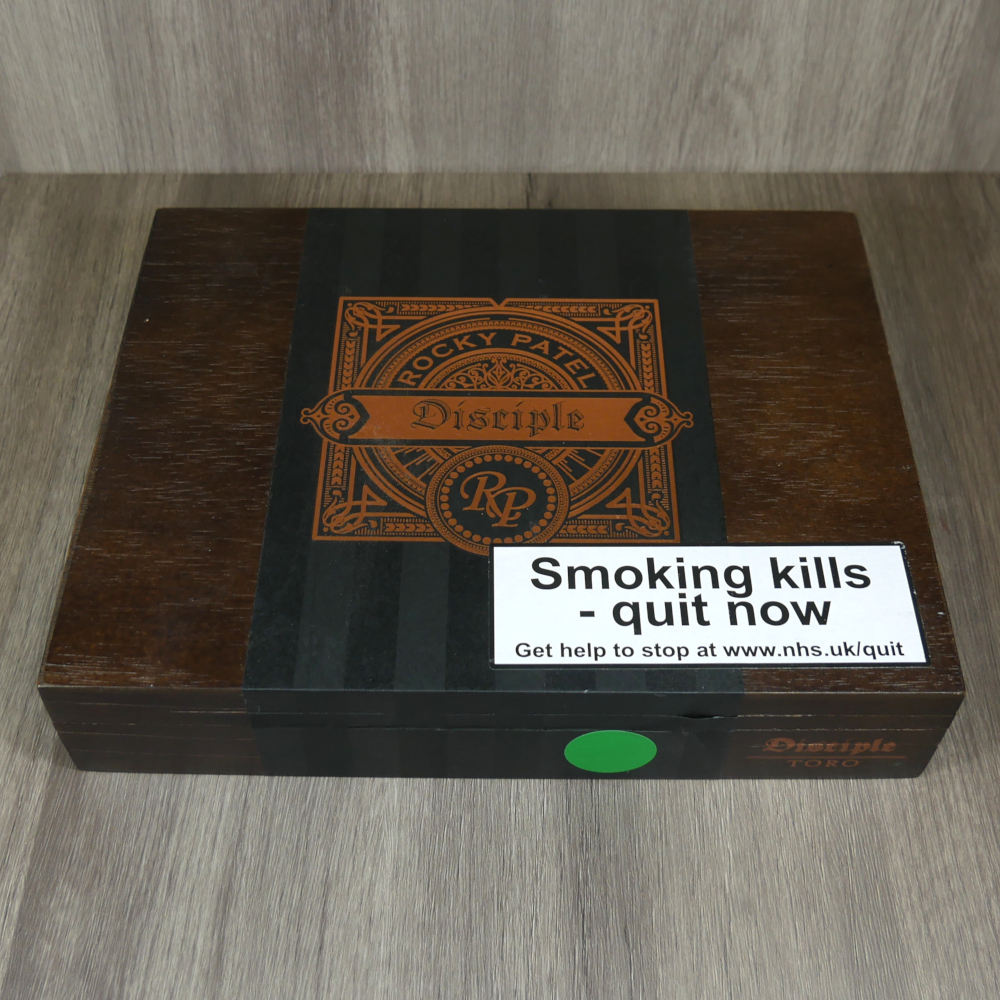 ROCKY PATEL
Disciple
RP
Smoking kills
- quit now
Get help to stop at www.nhs.uk/quit
Disciple
TORO